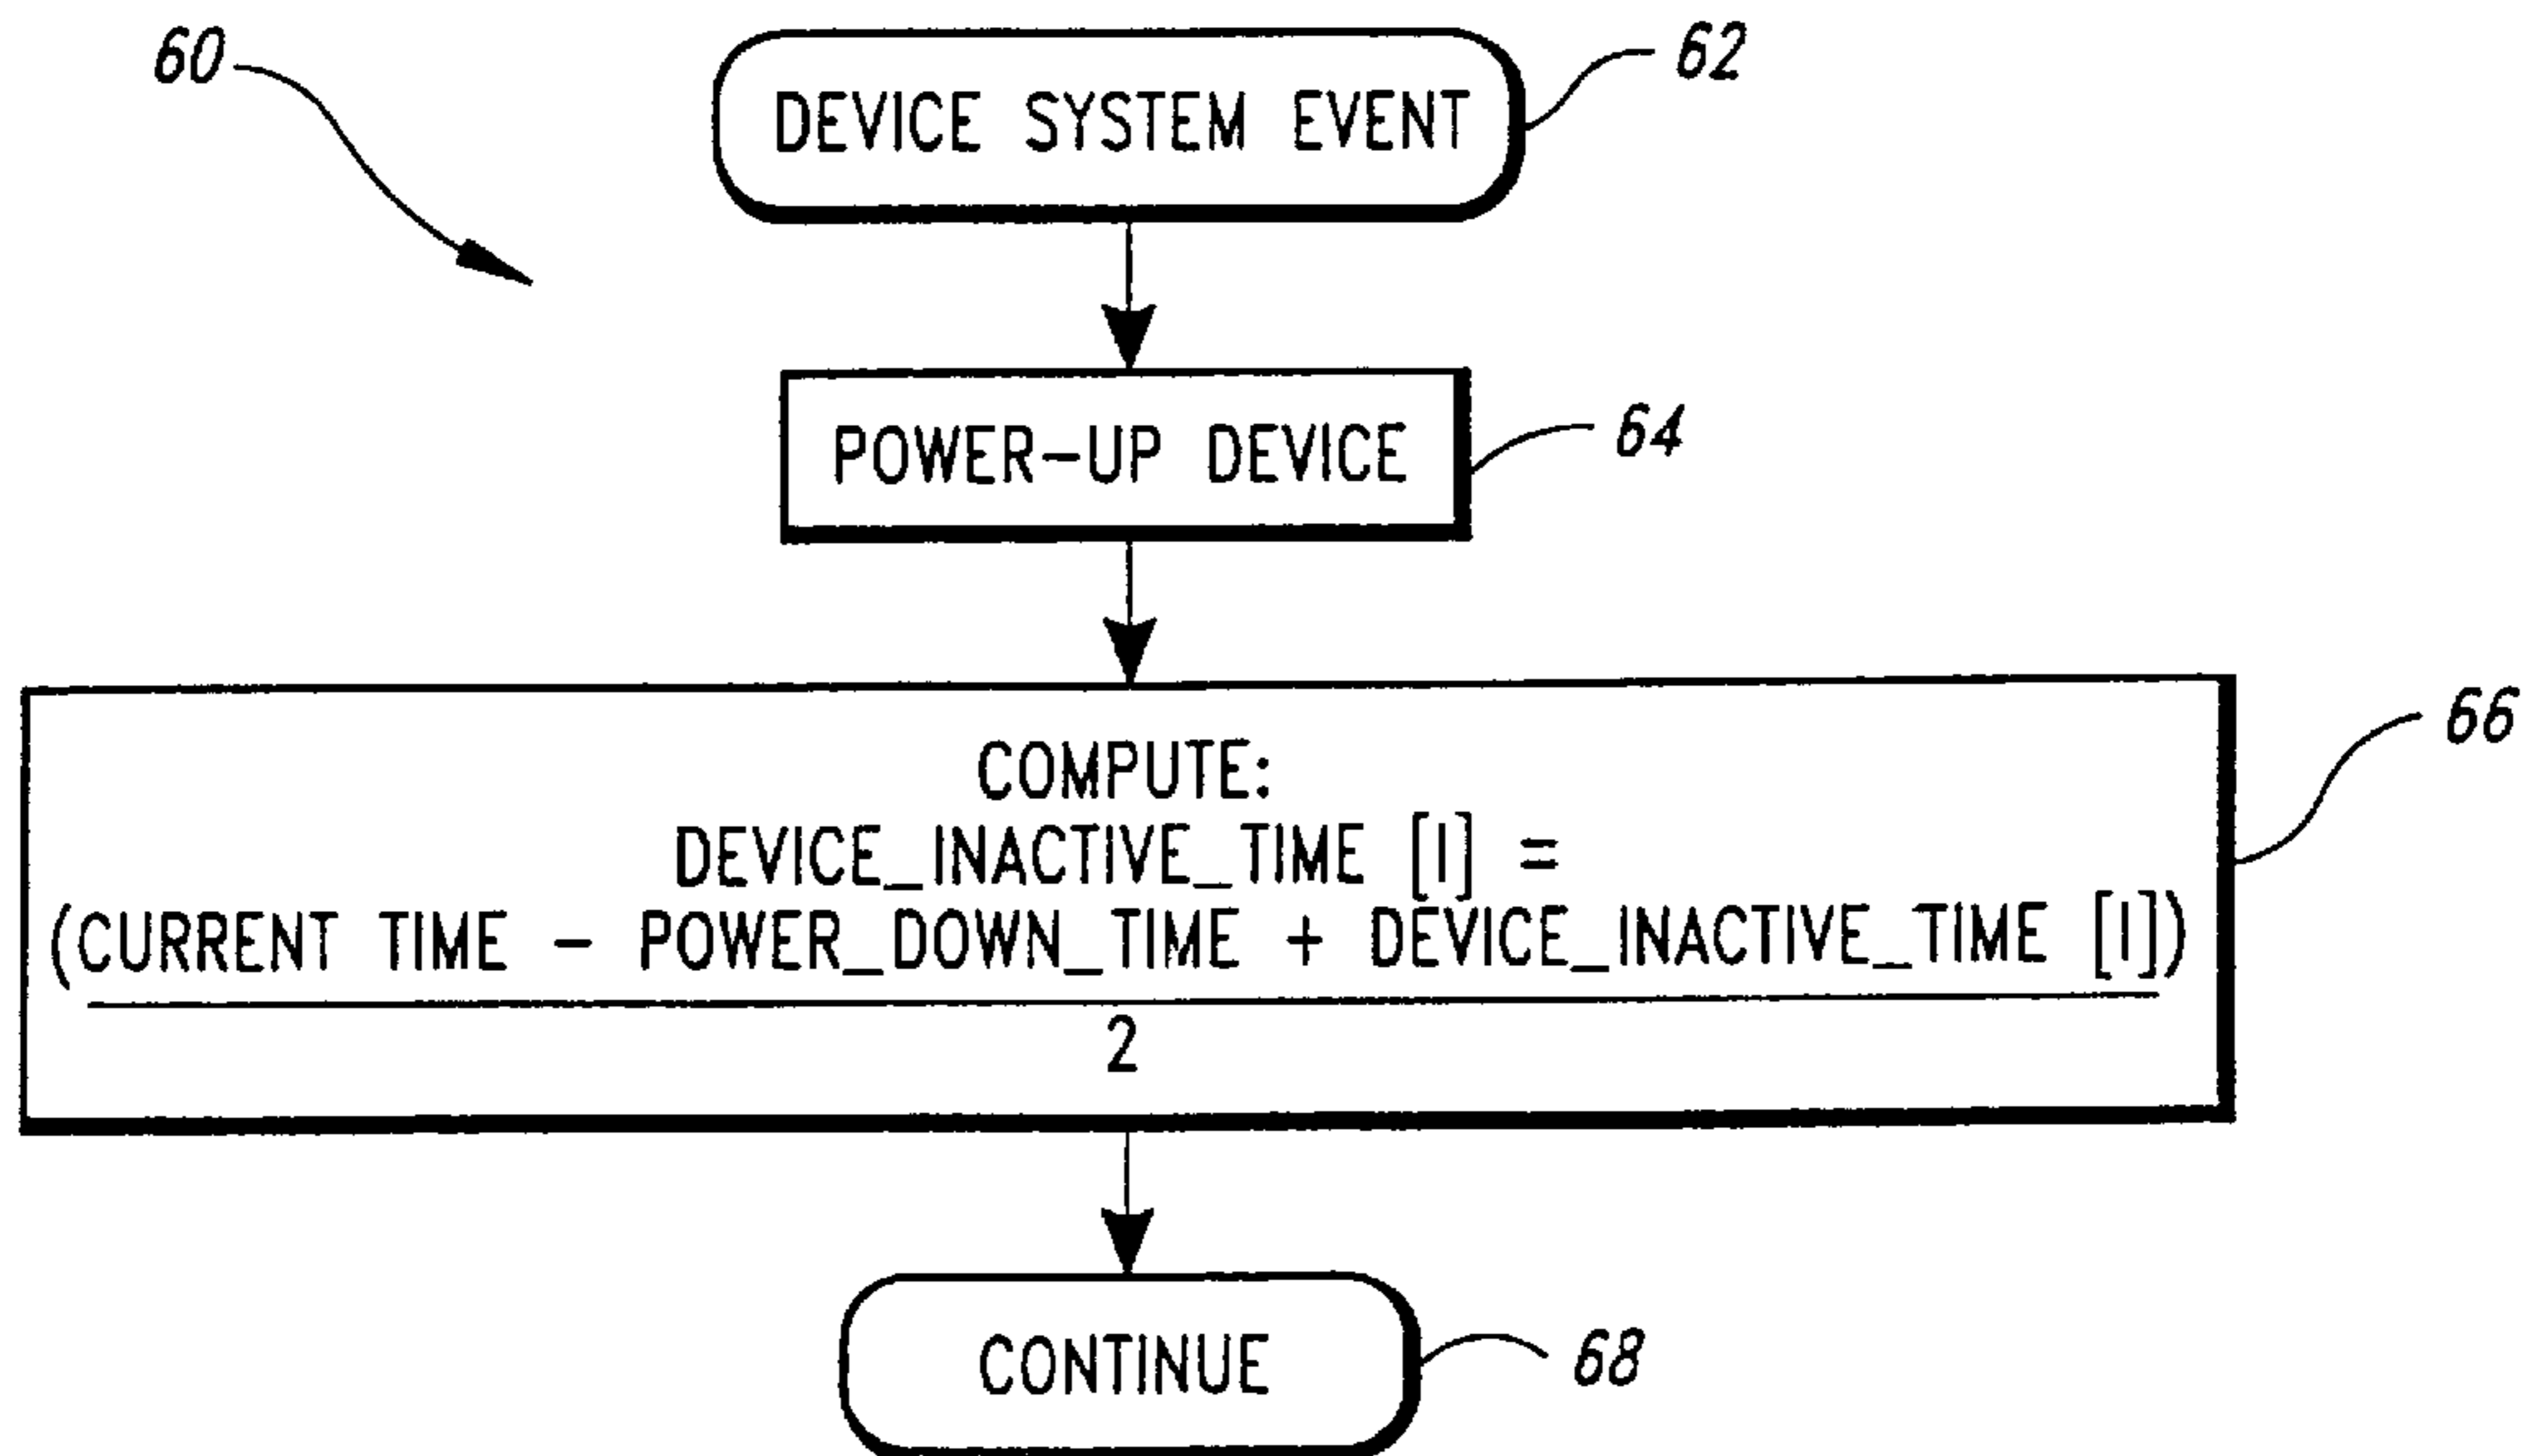 60
DEVICE SYSTEM EVENT
62
POWER-UP DEVICE
64
COMPUTE:
DEVICE_INACTIVE_TIME [I] =
(CURRENT TIME - POWER_DOWN_TIME + DEVICE_INACTIVE_TIME [I])
2
66
CONTINUE
68